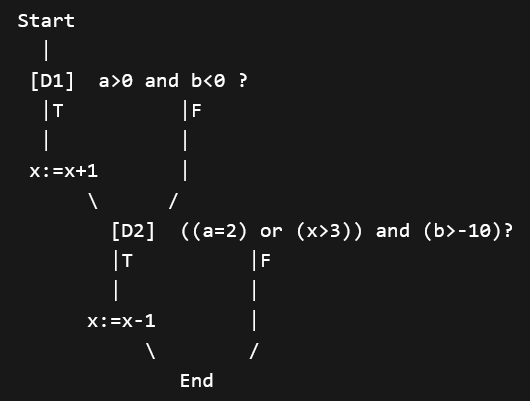 Start
|
[D1]  a>0 and b<0 ?
|T          |F
|           |
x:=x+1       |
\      /
[D2]  ((a=2) or (x>3)) and (b>-10)?
|T          |F
|           |
x:=x-1        |
\        /
End